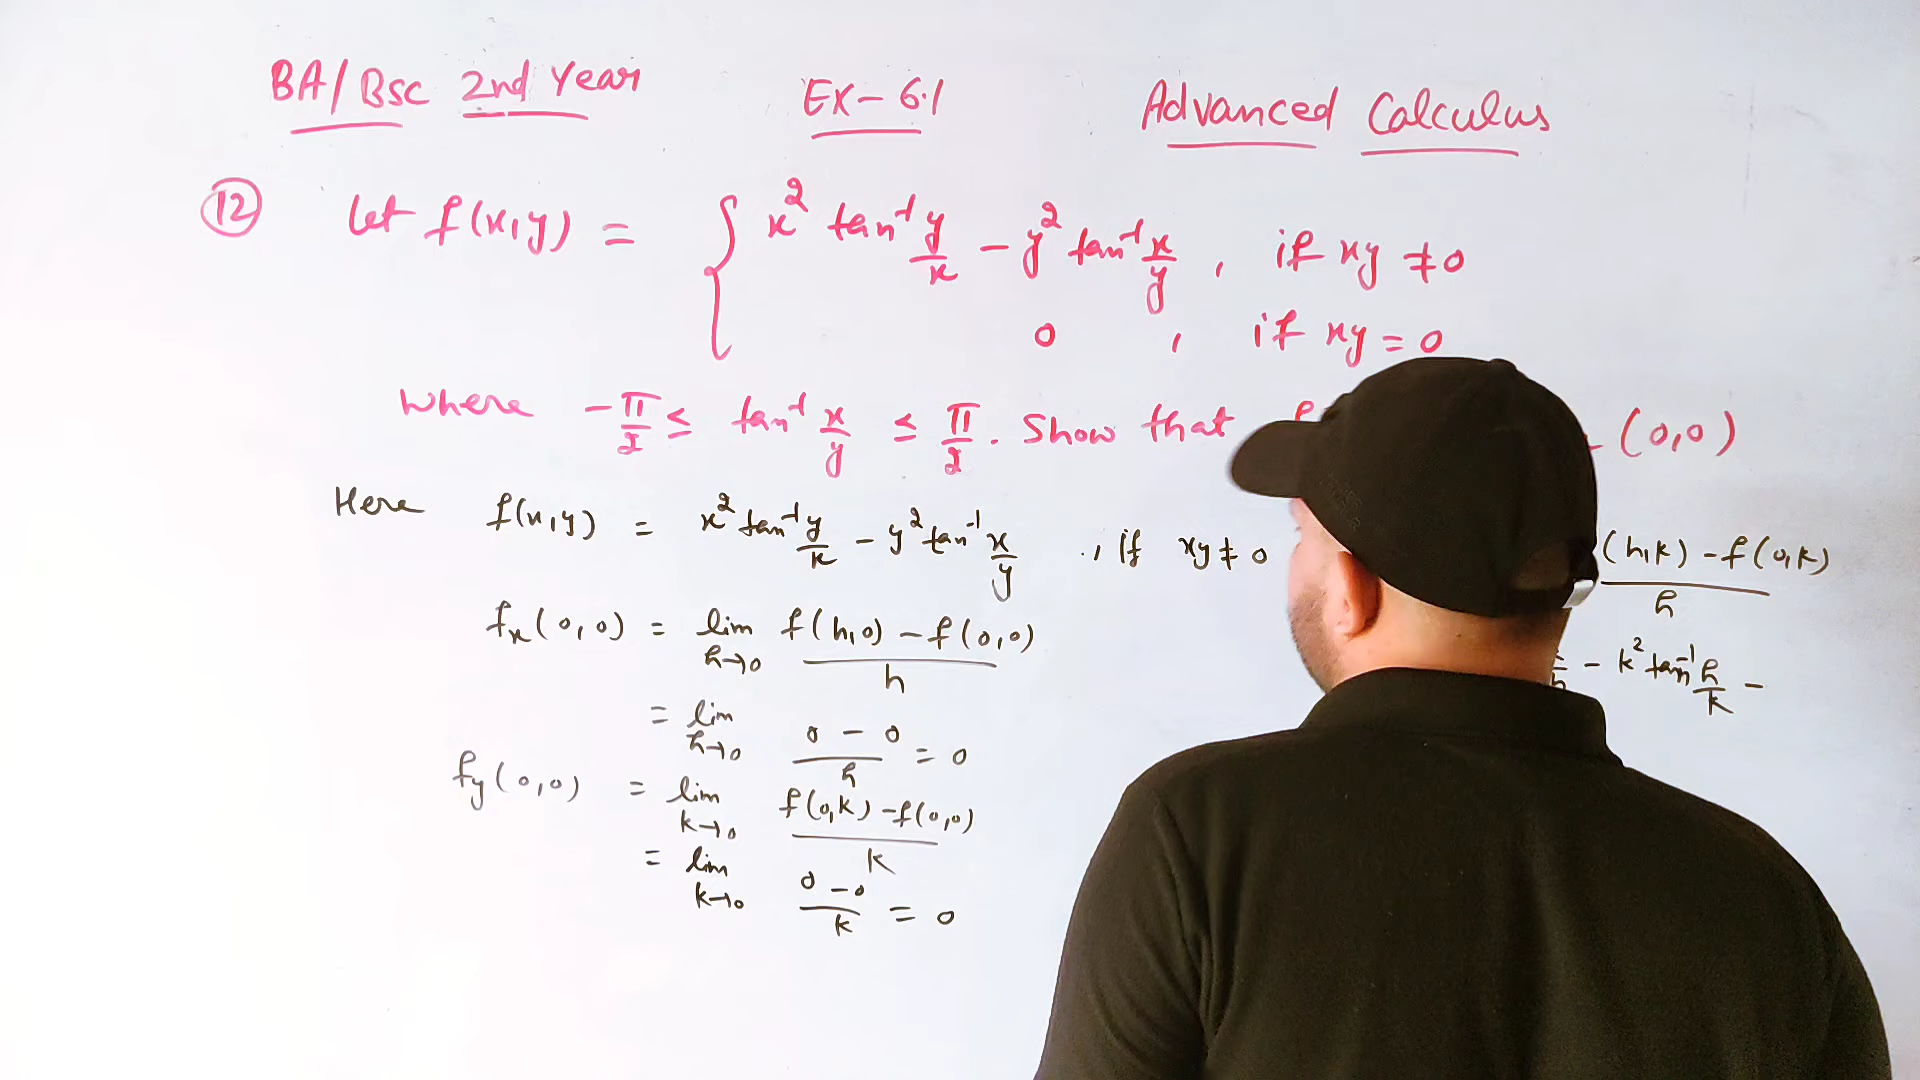 BA/Bsc 2nd Year EX-6.1 Advanced Calculus
(12) let f(x,y) = { x² tan⁻¹ y/x - y² tan⁻¹ x/y , if xy ≠ 0
0 , if xy = 0
Where -π/2 ≤ tan⁻¹ x/y ≤ π/2 . Show that (0,0)
Here f(x,y) = x² tan⁻¹ y/x - y² tan⁻¹ x/y , if xy ≠ 0
fx(0,0) = lim h→0 f(h,0) - f(0,0) / h
= lim h→0 0 - 0 / h = 0
fy(0,0) = lim k→0 f(0,k) - f(0,0) / k
= lim k→0 0 - 0 / k = 0
(h,k) - f(0,k) / h
- k² tan⁻¹ h/k -